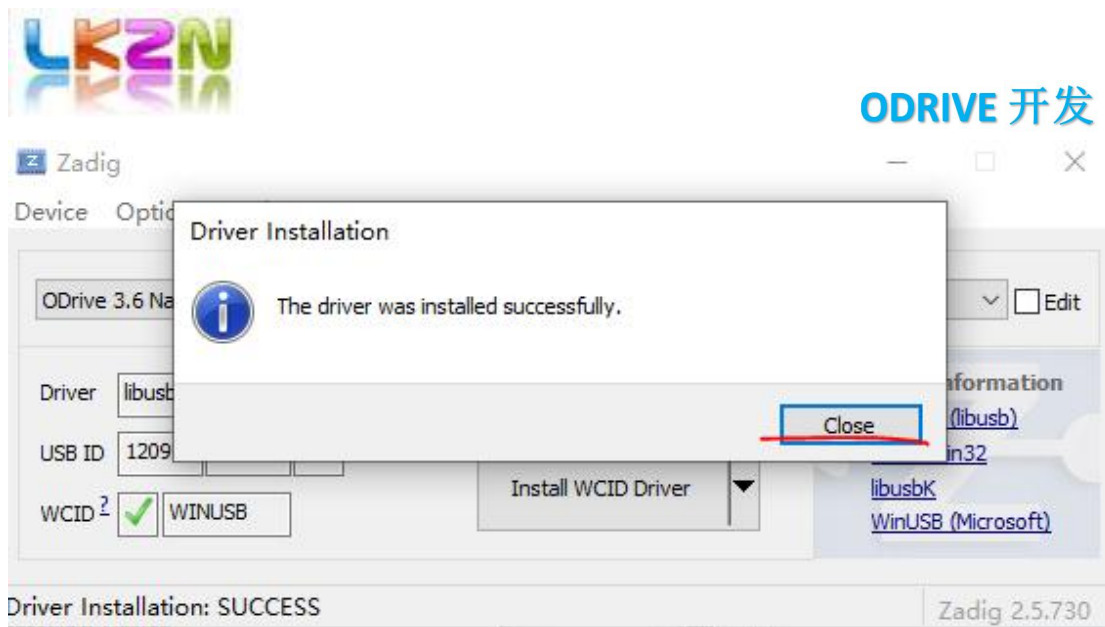 LKZN
ODRIVE 开发
Zadig
Device
Driver Installation
ODrive 3.6
The driver was installed successfully.
Edit
Driver
Close
(libusb)
USB ID 1209
Install WCID Driver
libusbK
WCID ? WINUSB
WinUSB (Microsoft)
Driver Installation: SUCCESS
Zadig 2.5.730